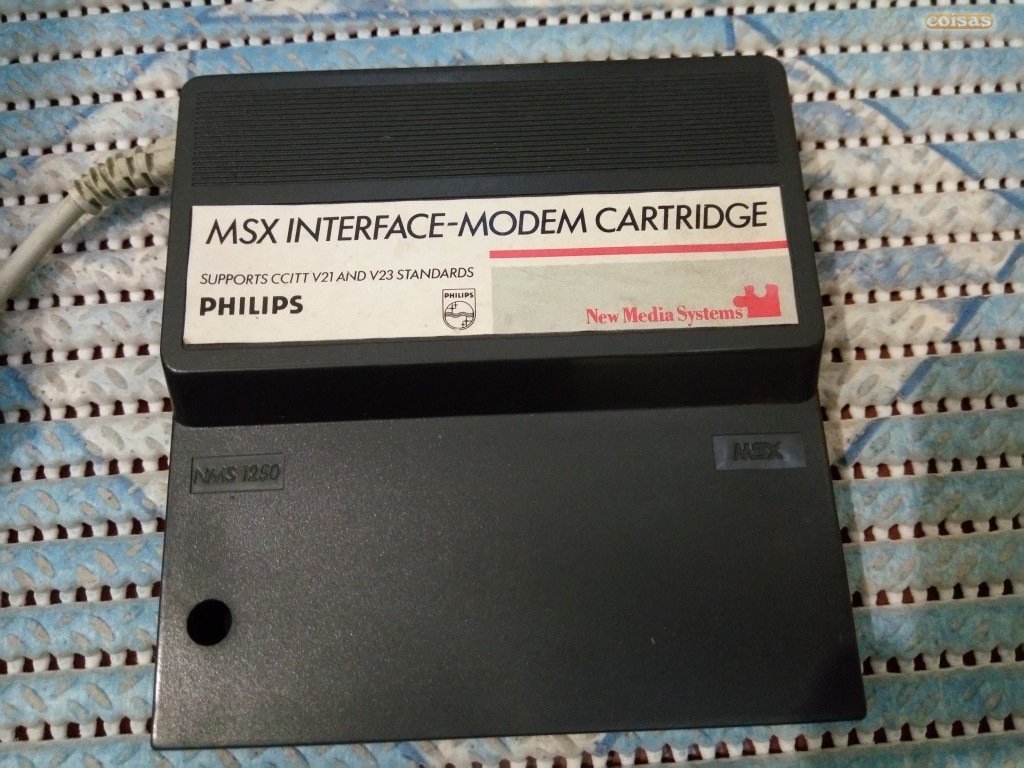 coisas
MSX INTERFACE-MODEM CARTRIDGE
SUPPORTS CCITT V21 AND V23 STANDARDS
PHILIPS
PHILIPS
New Media Systems
NMS 1250
MSX